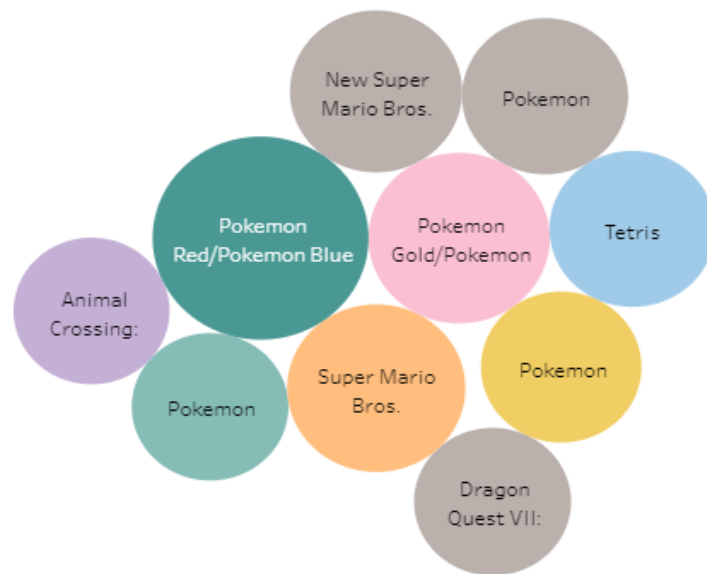 New Super
Mario Bros.
Pokemon
Pokemon
Red/Pokemon Blue
Pokemon
Gold/Pokemon
Tetris
Animal
Crossing:
Pokemon
Super Mario
Bros.
Pokemon
Dragon
Quest VII: